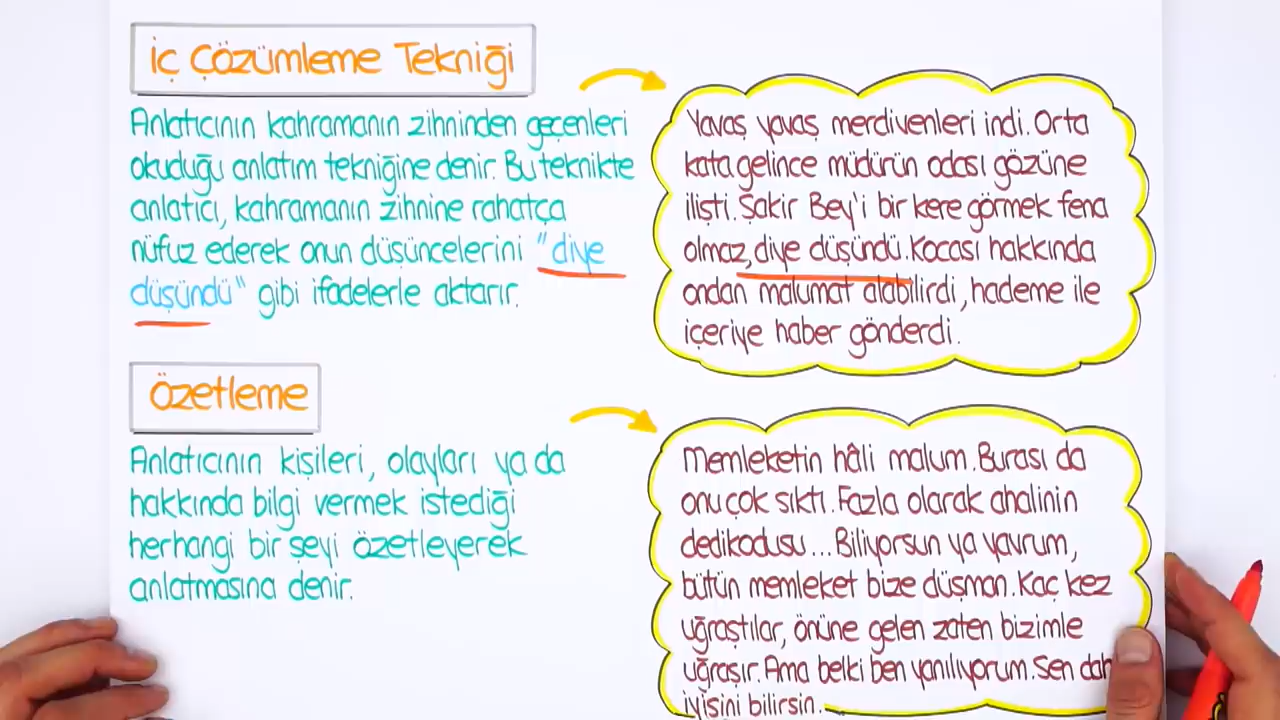 İç Çözümleme Tekniği
Anlatıcının kahramanın zihninden geçenleri
okuduğu anlatım tekniğine denir. Bu teknikte
anlatıcı, kahramanın zihnine rahatça
nüfuz ederek onun düşüncelerini "diye
düşündü" gibi ifadelerle aktarır.
Yavaş yavaş merdivenleri indi. Orta
kata gelince müdürün odası gözüne
ilişti. Şakir Bey'i bir kere görmek fena
olmaz, diye düşündü. Kocası hakkında
ondan malumat alabilirdi, hademe ile
içeriye haber gönderdi.
Özetleme
Anlatıcının kişileri, olayları ya da
hakkında bilgi vermek istediği
herhangi bir şeyi özetleyerek
anlatmasına denir.
Memleketin hâli malum. Burası da
onu çok sıktı. Fazla olarak ahalinin
dedikodusu... Biliyorsun ya yavrum,
bütün memleket bize düşman. Kaç kez
uğraştılar, önüne gelen zaten bizimle
uğraşır. Ama belki ben yanılıyorum. Sen
iyisini bilirsin.